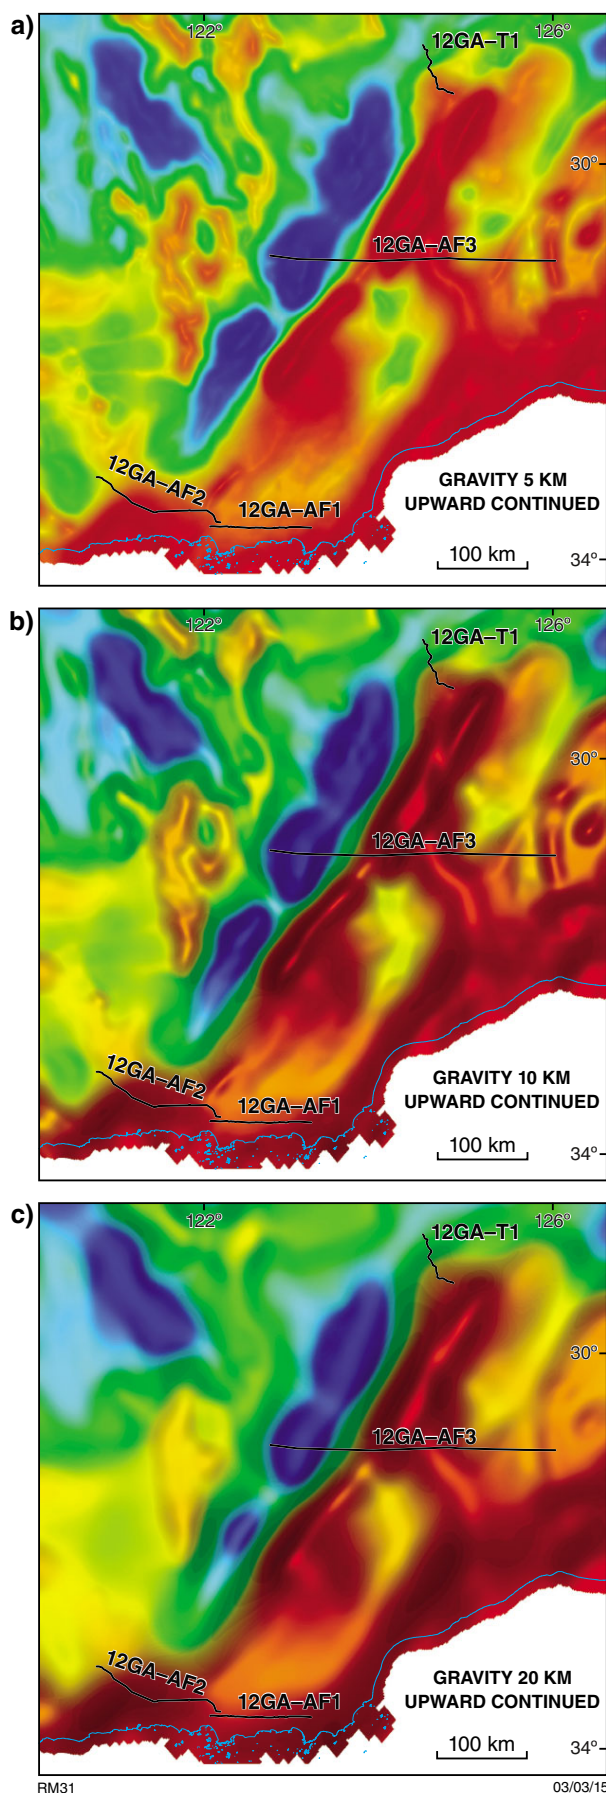 a)
122°
126°
12GA–T1
30°
12GA–AF3
12GA–AF2
12GA–AF1
GRAVITY 5 KM
UPWARD CONTINUED
100 km
34°
b)
122°
126°
12GA–T1
30°
12GA–AF3
12GA–AF2
12GA–AF1
GRAVITY 10 KM
UPWARD CONTINUED
100 km
34°
c)
122°
126°
12GA–T1
30°
12GA–AF3
12GA–AF2
12GA–AF1
GRAVITY 20 KM
UPWARD CONTINUED
100 km
34°
RM31
03/03/15